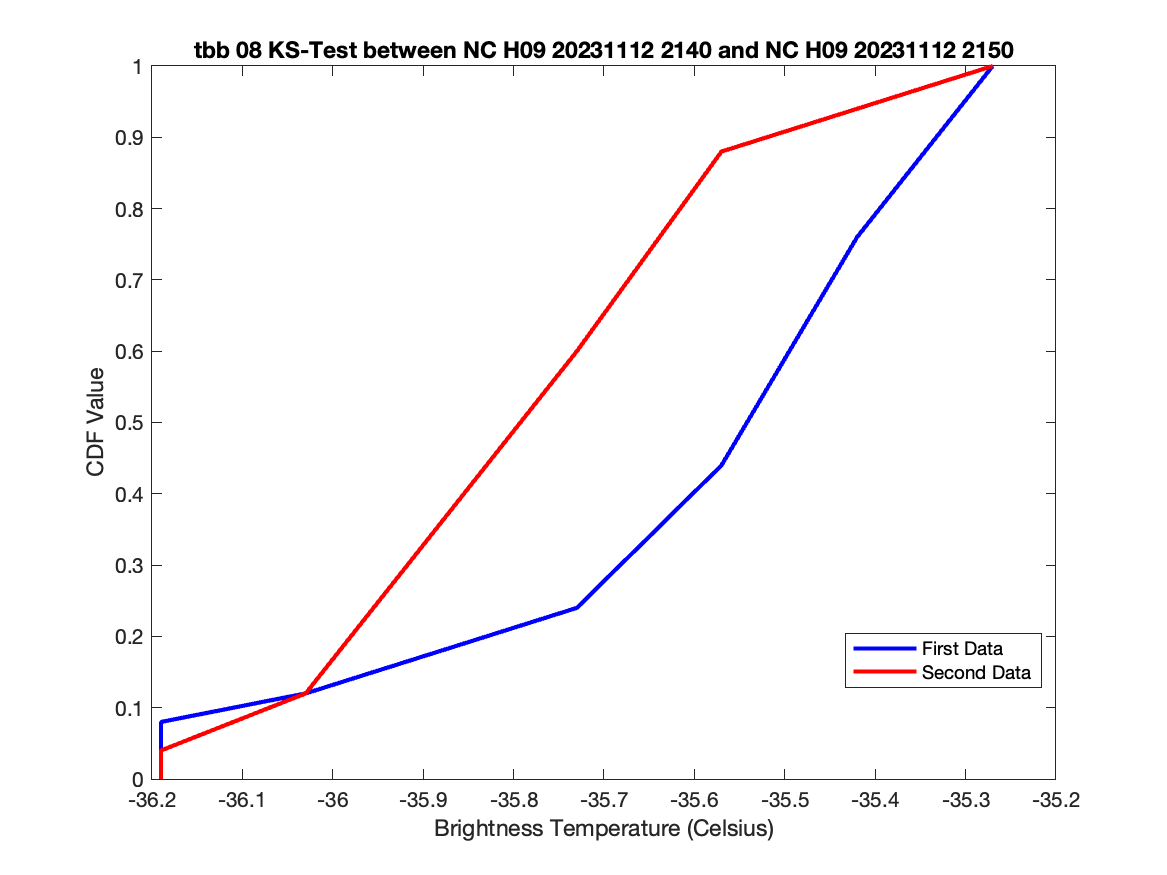 tbb 08 KS-Test between NC H09 20231112 2140 and NC H09 20231112 2150
1
0.9
0.8
0.7
0.6
0.5
0.4
0.3
0.2
0.1
0
CDF Value
First Data
Second Data
-36.2 -36.1 -36 -35.9 -35.8 -35.7 -35.6 -35.5 -35.4 -35.3 -35.2
Brightness Temperature (Celsius)